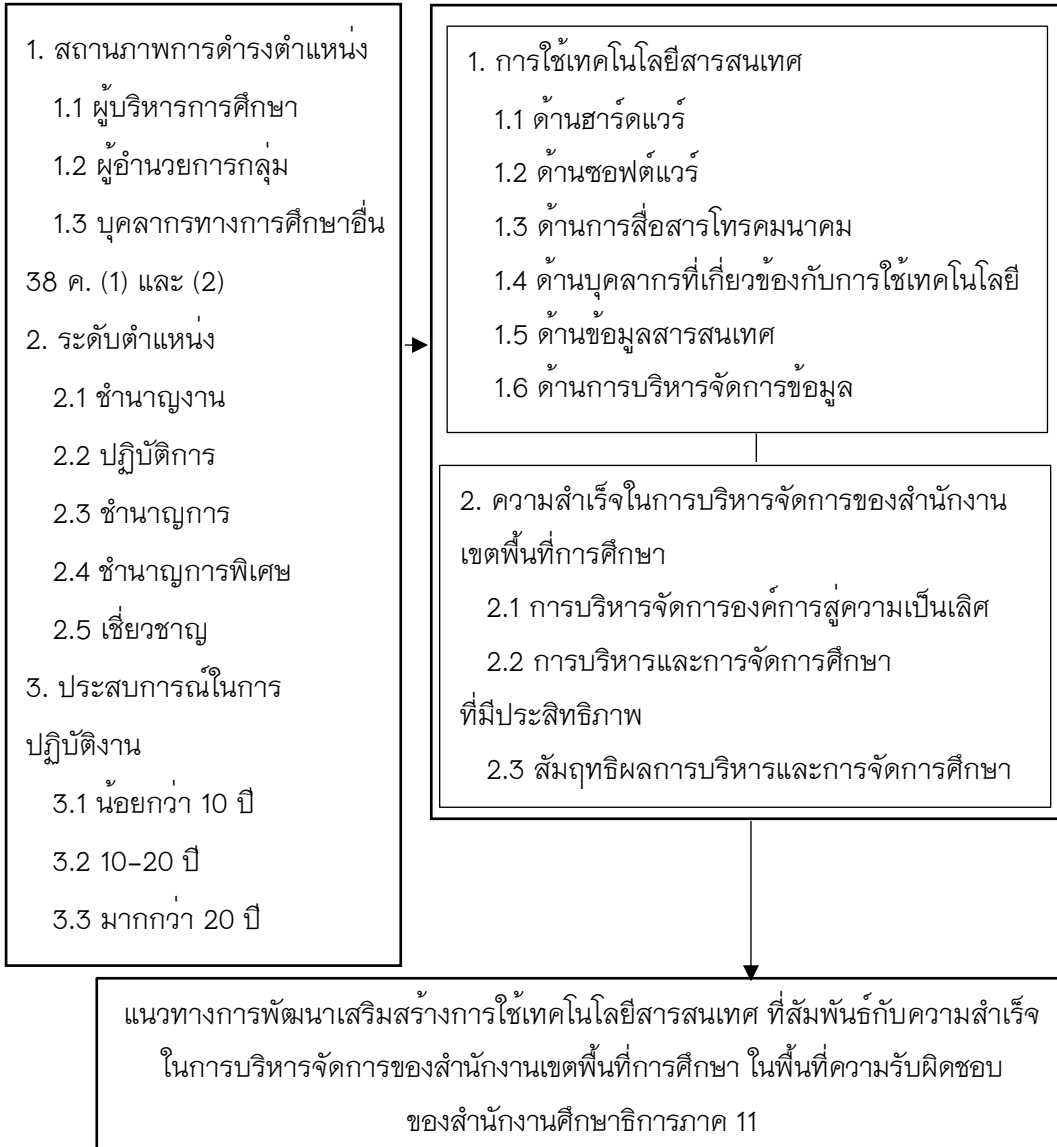 1. สถานภาพการดำรงตำแหน่ง
1.1 ผู้บริหารการศึกษา
1.2 ผู้อำนวยการกลุ่ม
1.3 บุคลากรทางการศึกษาอื่น
38 ค. (1) และ (2)
2. ระดับตำแหน่ง
2.1 ชำนาญงาน
2.2 ปฏิบัติการ
2.3 ชำนาญการ
2.4 ชำนาญการพิเศษ
2.5 เชี่ยวชาญ
3. ประสบการณ์ในการ
ปฏิบัติงาน
3.1 น้อยกว่า 10 ปี
3.2 10–20 ปี
3.3 มากกว่า 20 ปี
1. การใช้เทคโนโลยีสารสนเทศ
1.1 ด้านฮาร์ดแวร์
1.2 ด้านซอฟต์แวร์
1.3 ด้านการสื่อสารโทรคมนาคม
1.4 ด้านบุคลากรที่เกี่ยวข้องกับการใช้เทคโนโลยี
1.5 ด้านข้อมูลสารสนเทศ
1.6 ด้านการบริหารจัดการข้อมูล
2. ความสำเร็จในการบริหารจัดการของสำนักงาน
เขตพื้นที่การศึกษา
2.1 การบริหารจัดการองค์การสู่ความเป็นเลิศ
2.2 การบริหารและการจัดการศึกษา
ที่มีประสิทธิภาพ
2.3 สัมฤทธิผลการบริหารและการจัดการศึกษา
แนวทางการพัฒนาเสริมสร้างการใช้เทคโนโลยีสารสนเทศ ที่สัมพันธ์กับความสำเร็จ
ในการบริหารจัดการของสำนักงานเขตพื้นที่การศึกษา ในพื้นที่ความรับผิดชอบ
ของสำนักงานศึกษาธิการภาค 11